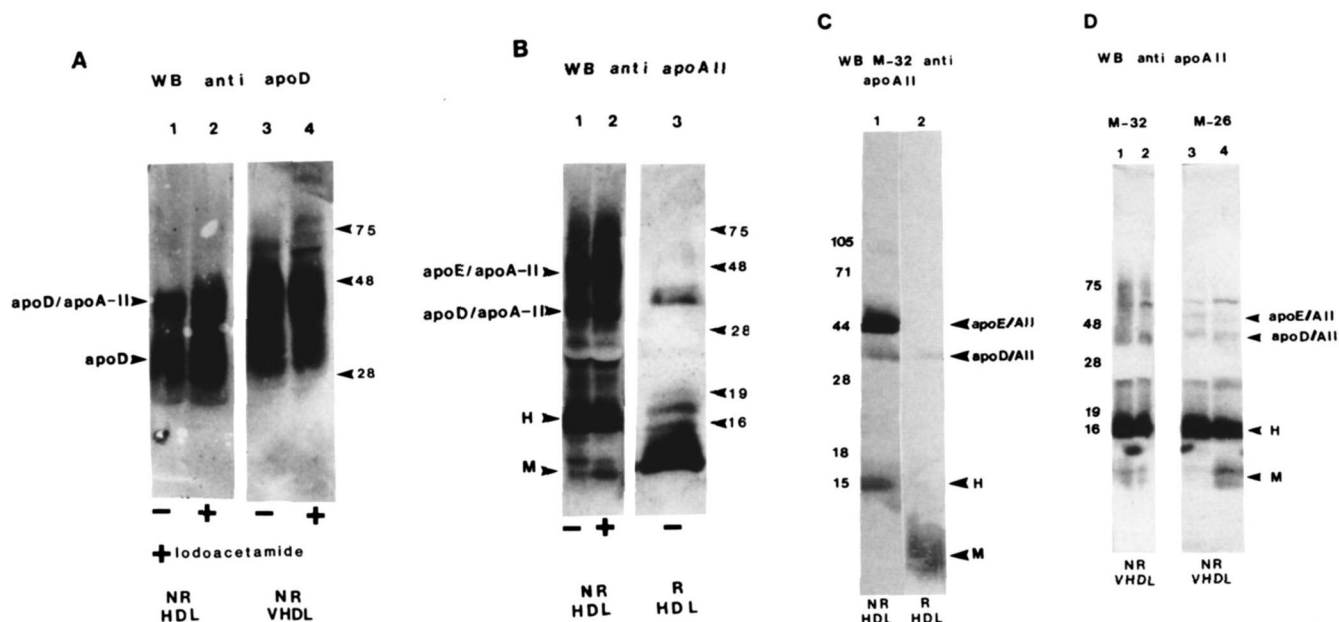 A
WB anti apoD
1 2 3 4
75
48
apoD/apoA-II
apoD
28
− + − +
+ Iodoacetamide
NR NR
HDL VHDL
B
WB anti apoAII
1 2 3
75
48
apoE/apoA-II
apoD/apoA-II
28
19
H
16
M
− + −
NR R
HDL HDL
C
WB M-32 anti
apoAII
1 2
105
71
44 apoE/AII
apoD/AII
28
18
15 H
M
NR R
HDL HDL
D
WB anti apoAII
M-32 M-26
1 2 3 4
75
apoE/AII
48
apoD/AII
28
19
16 H
M
NR NR
VHDL VHDL